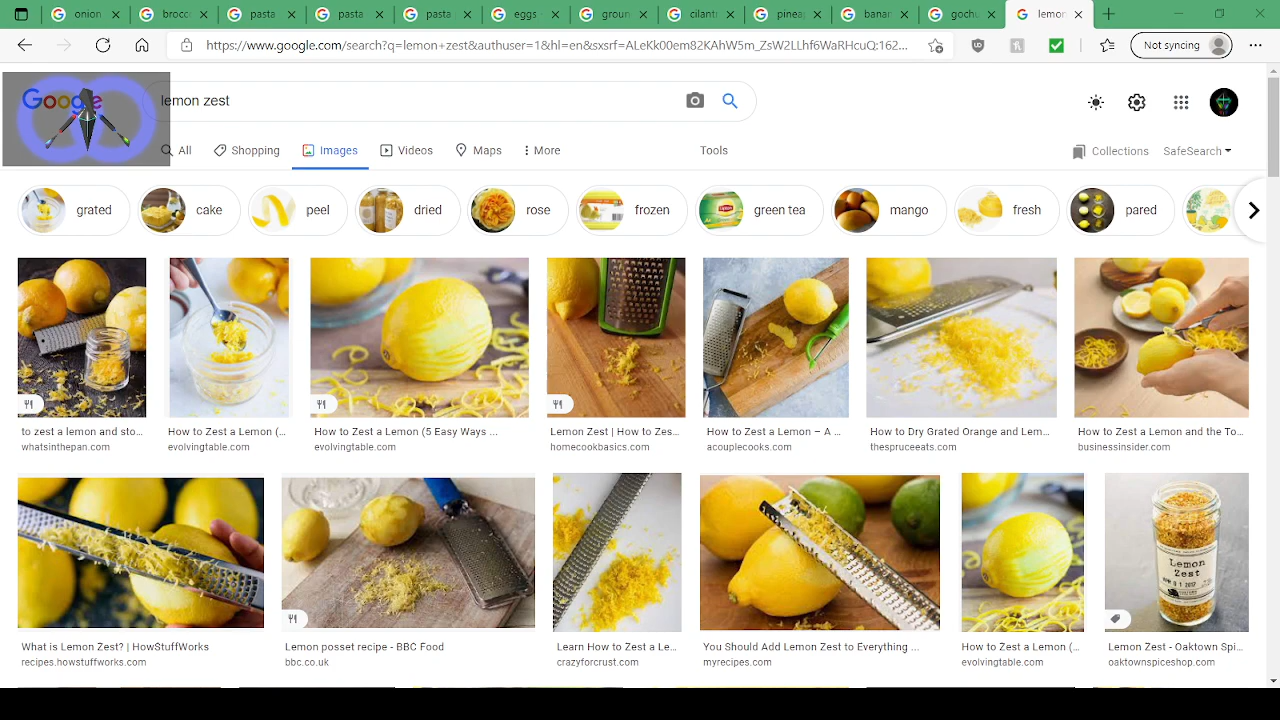 onion
brocc
pasta
pasta
pasta
eggs
groun
cilant
pinea
banan
gochu
lemon
https://www.google.com/search?q=lemon+zest&authuser=1&hl=en&sxsrf=ALeKk00em82KAhW5m_ZsW2LLhf6WaRHcuQ:162...
Not syncing
Google
lemon zest
All
Shopping
Images
Videos
Maps
More
Tools
Collections
SafeSearch
grated
cake
peel
dried
rose
frozen
green tea
mango
fresh
pared
to zest a lemon and sto...
whatsinthepan.com
How to Zest a Lemon (...
evolvingtable.com
How to Zest a Lemon (5 Easy Ways ...
evolvingtable.com
Lemon Zest | How to Zes...
homecookbasics.com
How to Zest a Lemon – A ...
acouplecooks.com
How to Dry Grated Orange and Lem...
thespruceeats.com
How to Zest a Lemon and the To...
businessinsider.com
Lemon
Zest
What is Lemon Zest? | HowStuffWorks
recipes.howstuffworks.com
Lemon posset recipe - BBC Food
bbc.co.uk
Learn How to Zest a Le...
crazyforcrust.com
You Should Add Lemon Zest to Everything ...
myrecipes.com
How to Zest a Lemon (...
evolvingtable.com
Lemon Zest - Oaktown Spi...
oaktownspiceshop.com